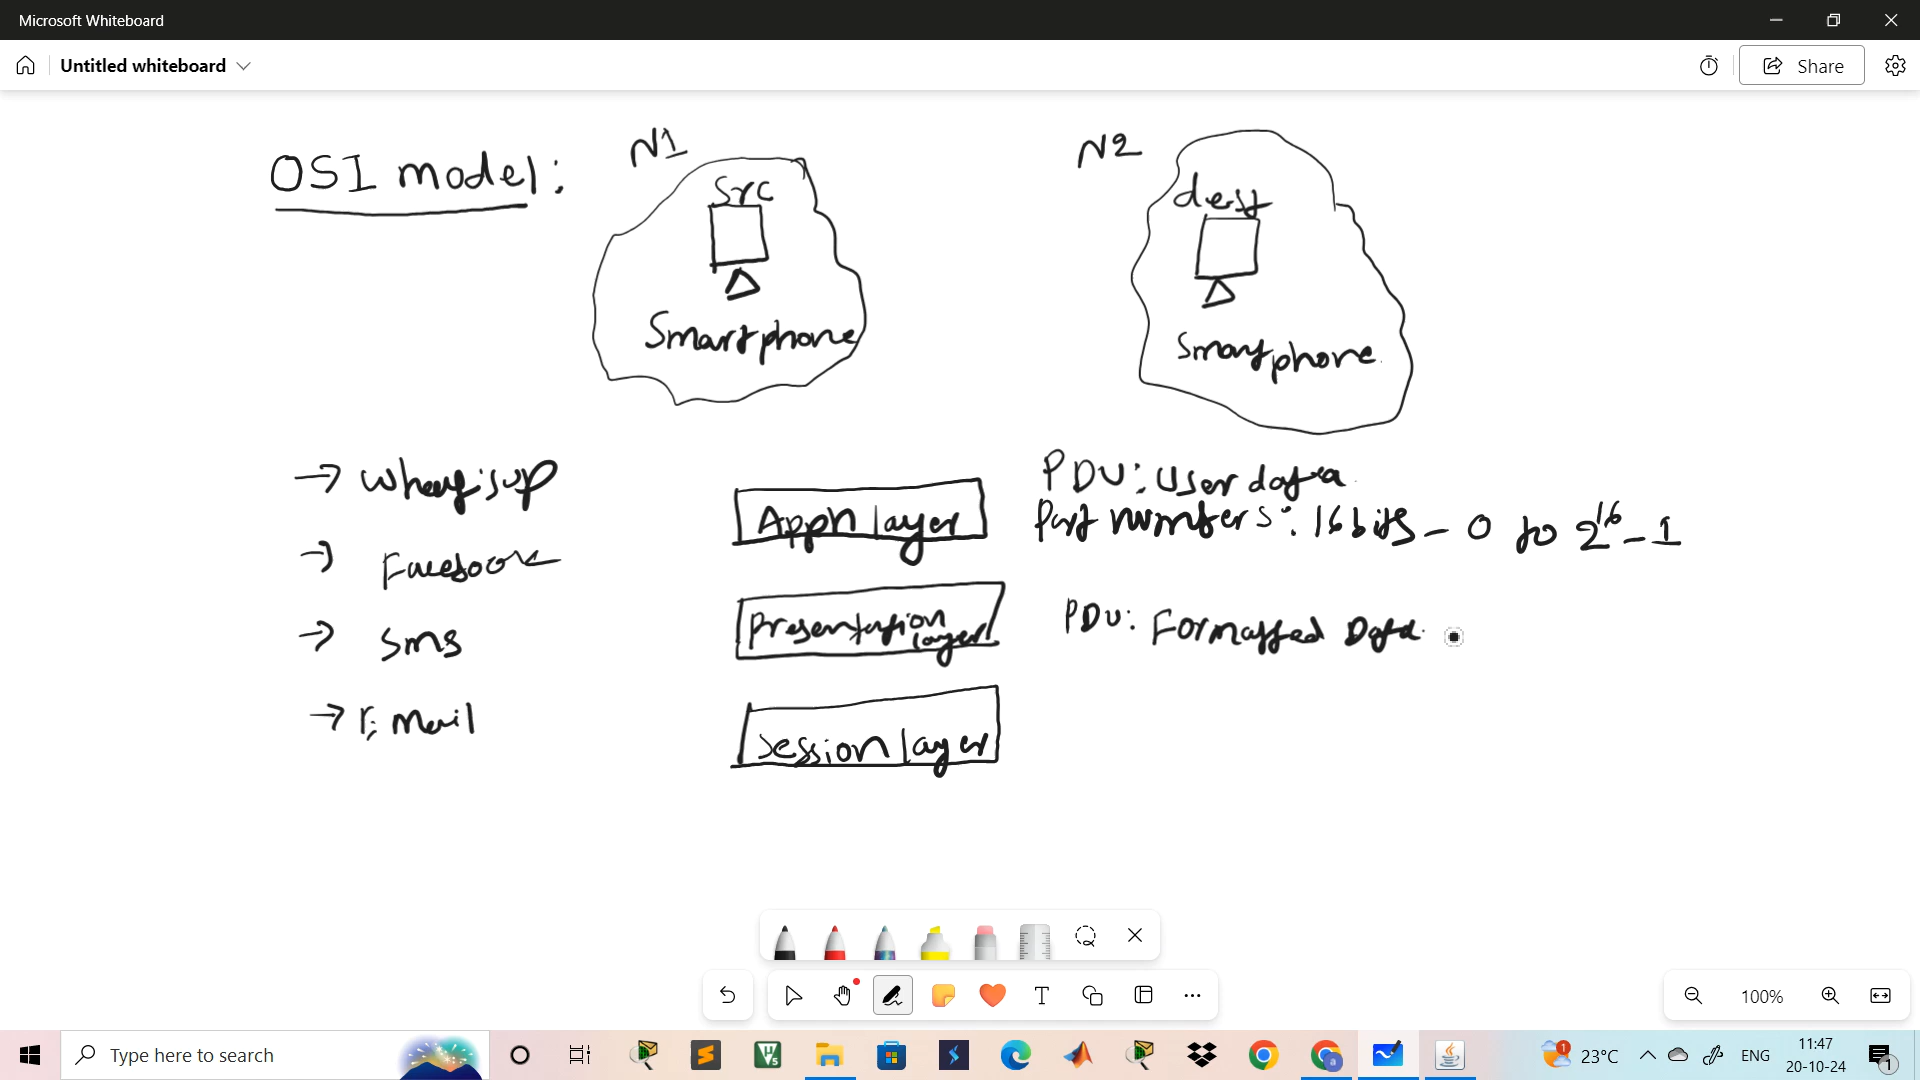 Microsoft Whiteboard
Untitled whiteboard
Share
OSI model:
N1
Src
Smartphone
N2
dest
Smartphone
→ Whatsup
→ Facebook
→ Sms
→ E-Mail
Appn layer
PDU: User data
Port numbers: 16 bits - 0 to 2^16 - 1
Presentation layer
PDU: Formatted Data
Session layer
100%
Type here to search
23°C
ENG
11:47
20-10-24
1